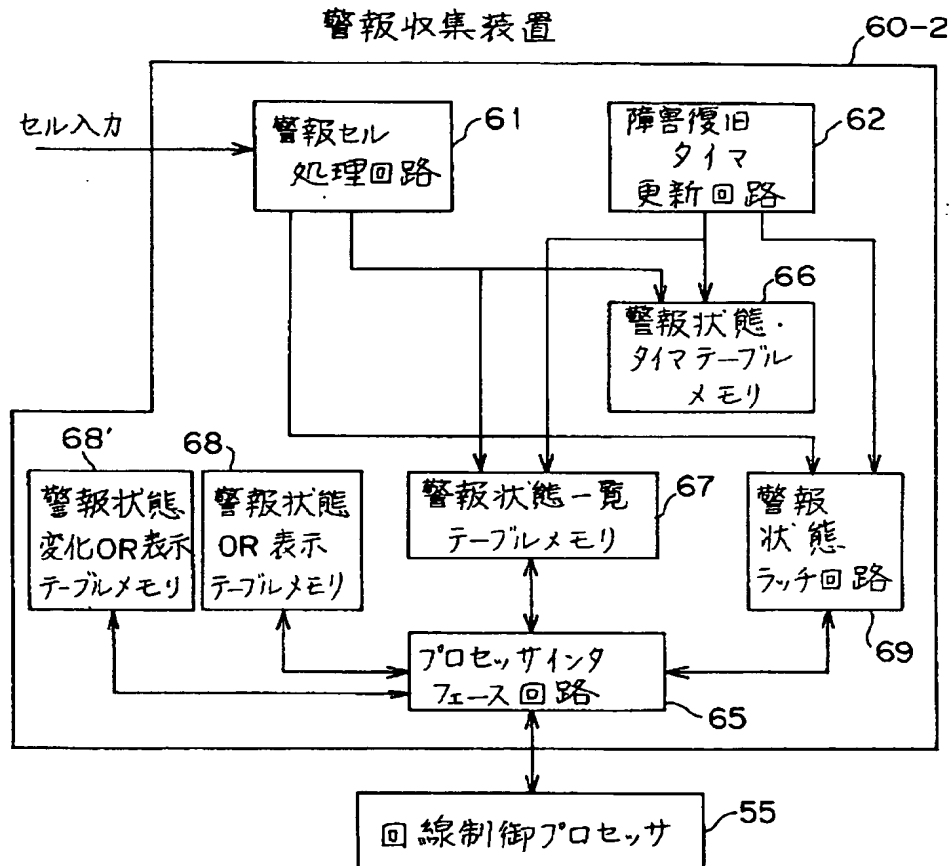 警報収集装置
60-2
セル入力
警報セル
処理回路
61
障害復旧
タイマ
更新回路
62
66
警報状態・
タイマテーブル
メモリ
68'
警報状態
変化OR表示
テーブルメモリ
68
警報状態
OR表示
テーブルメモリ
警報状態一覧
テーブルメモリ
67
警報
状態
ラッチ回路
69
プロセッサインタ
フェース回路
65
回線制御プロセッサ
55